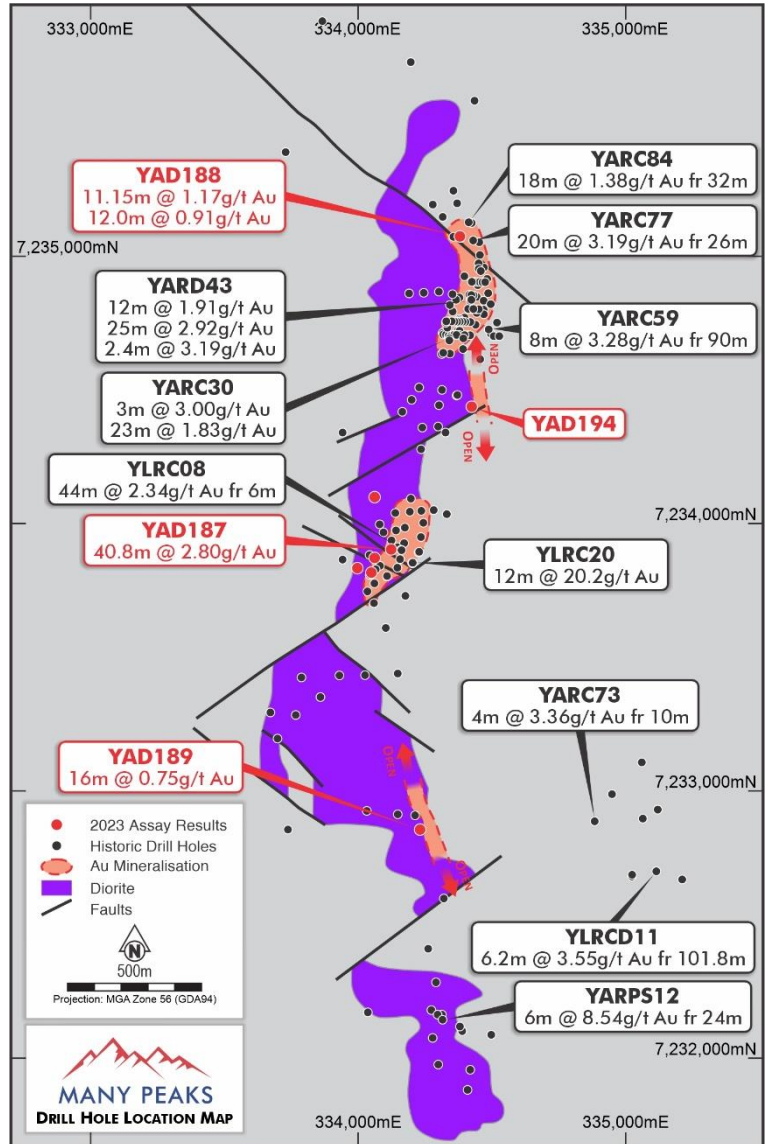 333,000mE
334,000mE
335,000mE
YARC84
18m @ 1.38g/t Au fr 32m
YAD188
11.15m @ 1.17g/t Au
12.0m @ 0.91g/t Au
YARC77
20m @ 3.19g/t Au fr 26m
7,235,000mN
YARD43
12m @ 1.91g/t Au
25m @ 2.92g/t Au
2.4m @ 3.19g/t Au
YARC59
8m @ 3.28g/t Au fr 90m
OPEN
YARC30
3m @ 3.00g/t Au
23m @ 1.83g/t Au
YAD194
OPEN
YLRC08
44m @ 2.34g/t Au fr 6m
7,234,000mN
YAD187
40.8m @ 2.80g/t Au
YLRC20
12m @ 20.2g/t Au
YARC73
4m @ 3.36g/t Au fr 10m
YAD189
16m @ 0.75g/t Au
OPEN
7,233,000mN
OPEN
2023 Assay Results
Historic Drill Holes
Au Mineralisation
Diorite
Faults
N
500m
Projection: MGA Zone 56 (GDA94)
YLRCD11
6.2m @ 3.55g/t Au fr 101.8m
YARPS12
6m @ 8.54g/t Au fr 24m
7,232,000mN
MANY PEAKS
DRILL HOLE LOCATION MAP
334,000mE
335,000mE